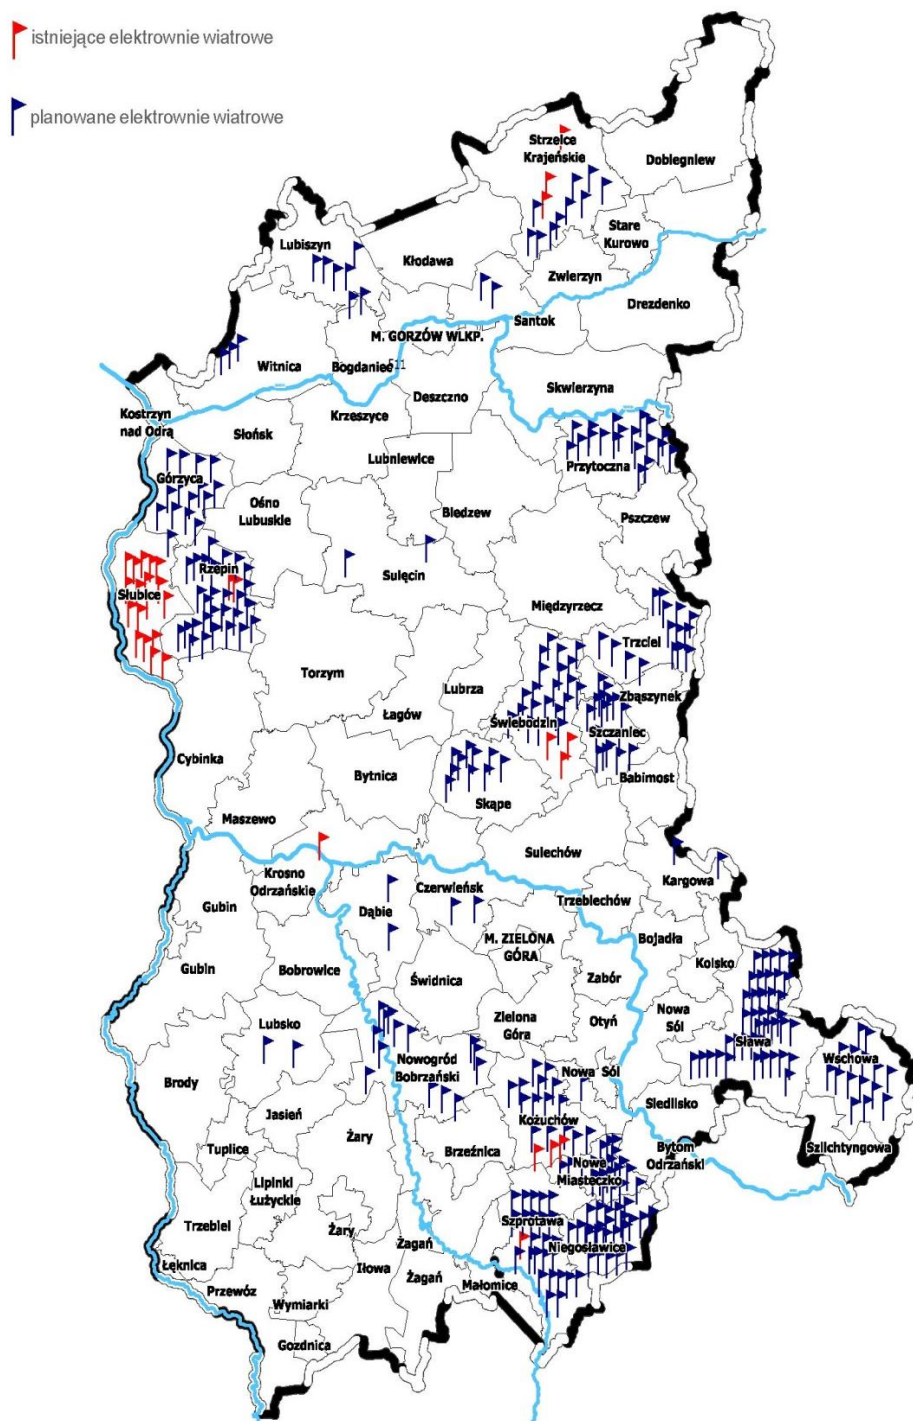 istniejące elektrownie wiatrowe
planowane elektrownie wiatrowe
Strzelce
Krajeńskie
Dobiegniew
Stare
Kurowo
Lubiszyn
Kłodawa
Zwierzyn
Drezdenko
Santok
M. GORZÓW WLKP.
Witnica
Bogdaniec
511
Deszczno
Skwierzyna
Kostrzyn
nad Odrą
Krzeszyce
Słońsk
Lubniewice
Przytoczna
Górzyca
Ośno
Lubuskie
Bledzew
Pszczew
Rzepin
Sulęcin
Słubice
Międzyrzecz
Trzciel
Torzym
Lubrza
Zbąszynek
Łagów
Świebodzin
Szczaniec
Cybinka
Bytnica
Babimost
Skąpe
Maszewo
Sulechów
Krosno
Odrzańskie
Czerwieńsk
Kargowa
Gubin
Dąbie
Trzebiechów
M. ZIELONA
GÓRA
Bojadła
Kolsko
Gubin
Bobrowice
Świdnica
Zabór
Lubsko
Zielona
Góra
Otyń
Nowa
Sól
Sława
Wschowa
Brody
Nowogród
Bobrzański
Nowa Sól
Siedlisko
Jasień
Kożuchów
Żary
Tuplice
Brzeźnica
Bytom
Odrzański
Szlichtyngowa
Nowe
Miasteczko
Lipinki
Łużyckie
Trzebiel
Żary
Szprotawa
Żagań
Niegosławice
Łęknica
Iłowa
Żagań
Małomice
Przewóz
Wymiarki
Gozdnica